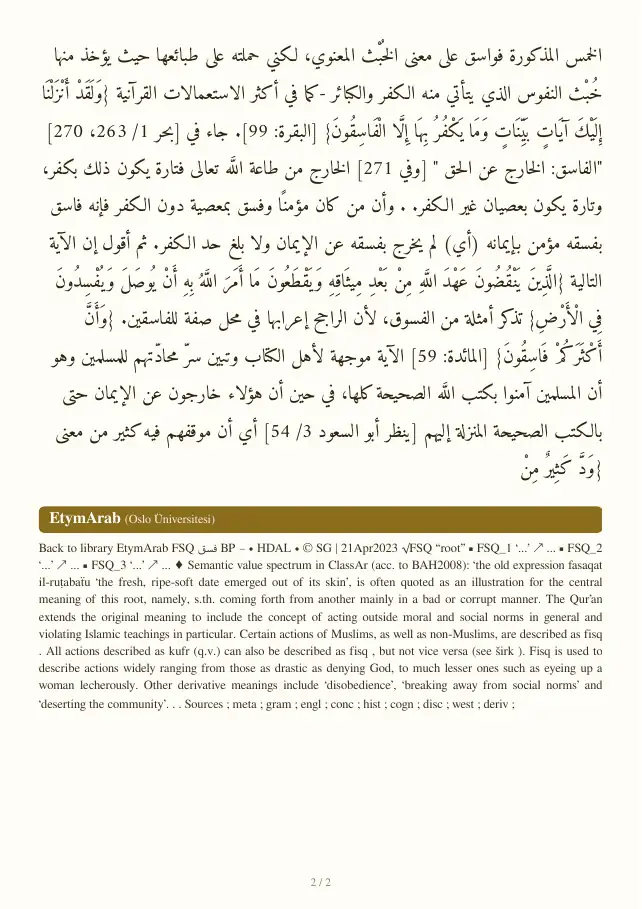 الخمس المذكورة فواسق على معنى الخُبْث المعنوي، لكني حملته على طبائعها حيث يؤخذ منها
خُبْث النفوس الذي يتأتي منه الكفر والكبائر -كما في أكثر الاستعمالات القرآنية {وَلَقَدْ أَنْزَلْنَا
إِلَيْكَ آيَاتٍ بَيِّنَاتٍ وَمَا يَكْفُرُ بِهَا إِلَّا الْفَاسِقُونَ} [البقرة: 99]. جاء في [بحر 1/ 263، 270]
"الفاسق: الخارج عن الحق " [وفي 271] الخارج من طاعة الله تعالى فتارة يكون ذلك بكفر،
وتارة يكون بعصيان غير الكفر. . وأن من كان مؤمنًا وفسق بمعصية دون الكفر فإنه فاسق
بفسقه مؤمن بإيمانه (أي) لم يخرج بفسقه عن الإيمان ولا بلغ حد الكفر. ثم أقول إن الآية
التالية {الَّذِينَ يَنْقُضُونَ عَهْدَ اللَّهِ مِنْ بَعْدِ مِيثَاقِهِ وَيَقْطَعُونَ مَا أَمَرَ اللَّهُ بِهِ أَنْ يُوصَلَ وَيُفْسِدُونَ
فِي الْأَرْضِ} تذكر أمثلة من الفسوق، لأن الراجح إعرابها في محل صفة للفاسقين. {وَأَنَّ
أَكْثَرَكُمْ فَاسِقُونَ} [المائدة: 59] الآية موجهة لأهل الكتاب وتبين سرّ محادّتهم للمسلمين وهو
أن المسلمين آمنوا بكتب الله الصحيحة كلها، في حين أن هؤلاء خارجون عن الإيمان حتى
بالكتب الصحيحة المنزلة إليهم [ينظر أبو السعود 3/ 54] أي أن موقفهم فيه كثير من معنى
{وَدَّ كَثِيرٌ مِنْ
EtymArab (Oslo Üniversitesi)
Back to library EtymArab FSQ فسق BP – • HDAL • © SG | 21Apr2023 √FSQ “root” ▪ FSQ_1 ‘...’ ↗ ... ▪ FSQ_2
‘...’ ↗ ... ▪ FSQ_3 ‘...’ ↗ ... ♦ Semantic value spectrum in ClassAr (acc. to BAH2008): ‘the old expression fasaqat
il-ruṭabaẗu ‘the fresh, ripe-soft date emerged out of its skin’, is often quoted as an illustration for the central
meaning of this root, namely, s.th. coming forth from another mainly in a bad or corrupt manner. The Qurʾan
extends the original meaning to include the concept of acting outside moral and social norms in general and
violating Islamic teachings in particular. Certain actions of Muslims, as well as non-Muslims, are described as fisq
. All actions described as kufr (q.v.) can also be described as fisq , but not vice versa (see širk ). Fisq is used to
describe actions widely ranging from those as drastic as denying God, to much lesser ones such as eyeing up a
woman lecherously. Other derivative meanings include ‘disobedience’, ‘breaking away from social norms’ and
‘deserting the community’. . . Sources ; meta ; gram ; engl ; conc ; hist ; cogn ; disc ; west ; deriv ;
2 / 2